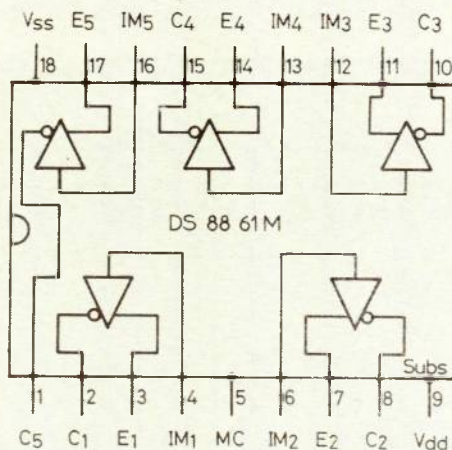 Vss E5 IM5 C4 E4 IM4 IM3 E3 C3
18 17 16 15 14 13 12 11 10
DS 88 61M
Subs
1 2 3 4 5 6 7 8 9
C5 C1 E1 IM1 MC IM2 E2 C2 Vdd